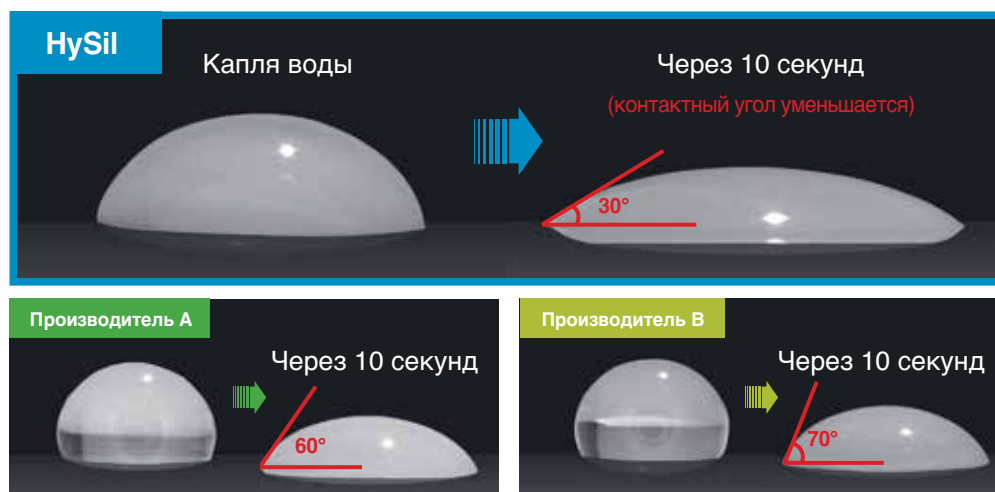 HySil
Капля воды
Через 10 секунд
(контактный угол уменьшается)
30°
Производитель А
Через 10 секунд
60°
Производитель В
Через 10 секунд
70°